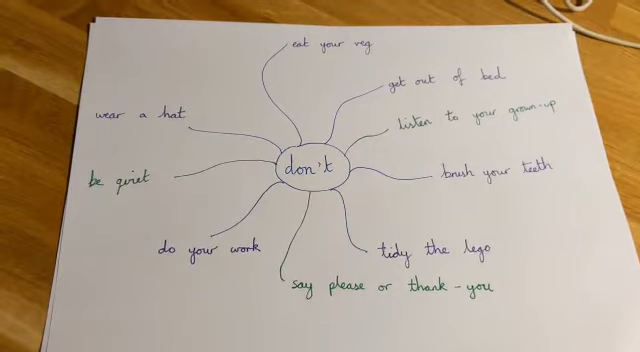 eat your veg
get out of bed
wear a hat
listen to your grown-up
don't
be quiet
brush your teeth
do your work
tidy the lego
say please or thank-you